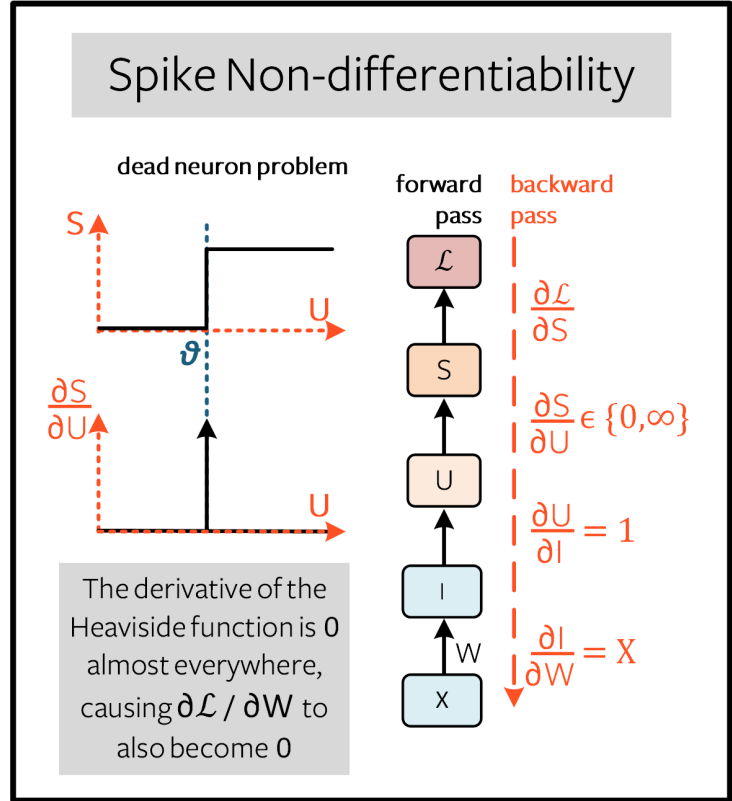 Spike Non-differentiability
dead neuron problem
S
U
ϑ
∂S
∂U
U
The derivative of the
Heaviside function is 0
almost everywhere,
causing ∂ℒ / ∂W to
also become 0
forward
pass
backward
pass
ℒ
S
U
I
W
X
∂ℒ
∂S
∂S
∂U ϵ {0,∞}
∂U
∂I = 1
∂I
∂W = X